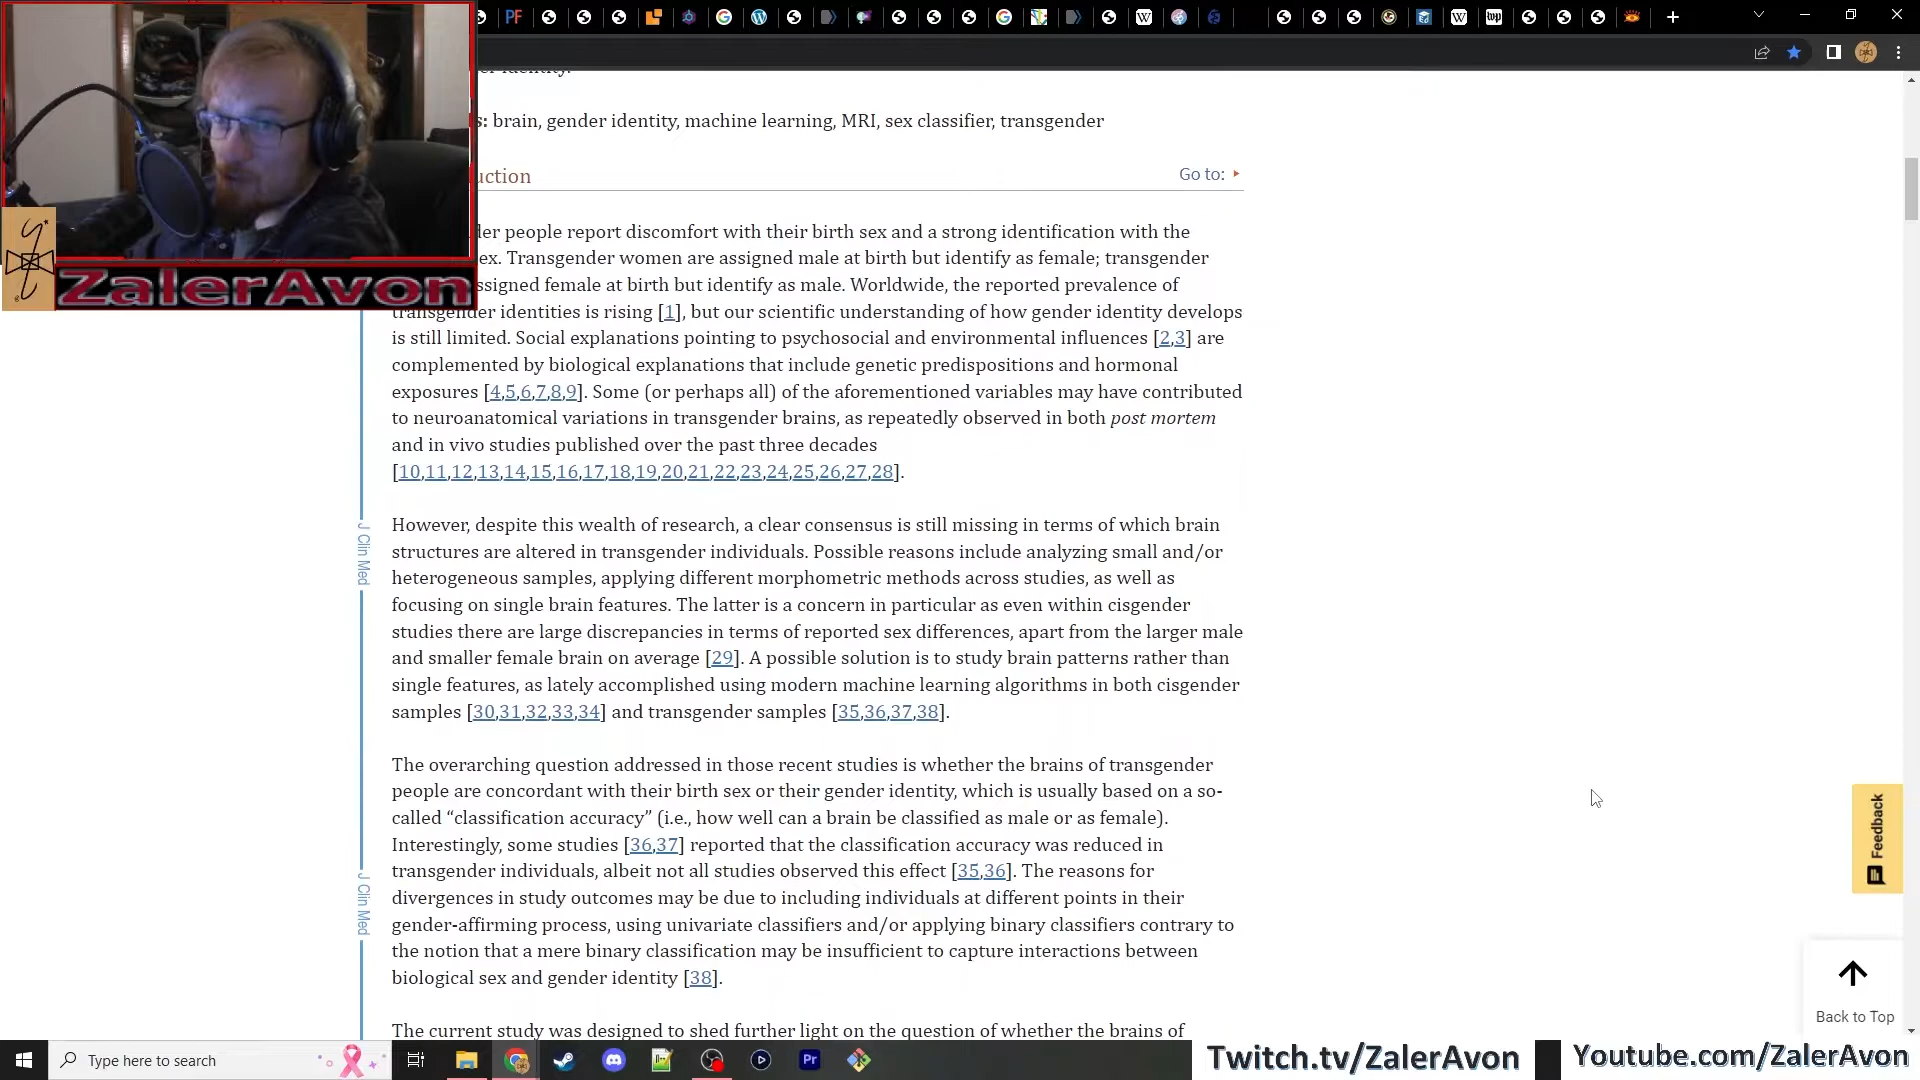 er identity.
s: brain, gender identity, machine learning, MRI, sex classifier, transgender
uction
Go to:
der people report discomfort with their birth sex and a strong identification with the
ex. Transgender women are assigned male at birth but identify as female; transgender
ssigned female at birth but identify as male. Worldwide, the reported prevalence of
transgender identities is rising [1], but our scientific understanding of how gender identity develops
is still limited. Social explanations pointing to psychosocial and environmental influences [2,3] are
complemented by biological explanations that include genetic predispositions and hormonal
exposures [4,5,6,7,8,9]. Some (or perhaps all) of the aforementioned variables may have contributed
to neuroanatomical variations in transgender brains, as repeatedly observed in both post mortem
and in vivo studies published over the past three decades
[10,11,12,13,14,15,16,17,18,19,20,21,22,23,24,25,26,27,28].
However, despite this wealth of research, a clear consensus is still missing in terms of which brain
structures are altered in transgender individuals. Possible reasons include analyzing small and/or
heterogeneous samples, applying different morphometric methods across studies, as well as
focusing on single brain features. The latter is a concern in particular as even within cisgender
studies there are large discrepancies in terms of reported sex differences, apart from the larger male
and smaller female brain on average [29]. A possible solution is to study brain patterns rather than
single features, as lately accomplished using modern machine learning algorithms in both cisgender
samples [30,31,32,33,34] and transgender samples [35,36,37,38].
The overarching question addressed in those recent studies is whether the brains of transgender
people are concordant with their birth sex or their gender identity, which is usually based on a so-
called “classification accuracy” (i.e., how well can a brain be classified as male or as female).
Interestingly, some studies [36,37] reported that the classification accuracy was reduced in
transgender individuals, albeit not all studies observed this effect [35,36]. The reasons for
divergences in study outcomes may be due to including individuals at different points in their
gender-affirming process, using univariate classifiers and/or applying binary classifiers contrary to
the notion that a mere binary classification may be insufficient to capture interactions between
biological sex and gender identity [38].
The current study was designed to shed further light on the question of whether the brains of
J Clin Med
J Clin Med
ZalerAvon
Feedback
Back to Top
Type here to search
Twitch.tv/ZalerAvon
Youtube.com/ZalerAvon